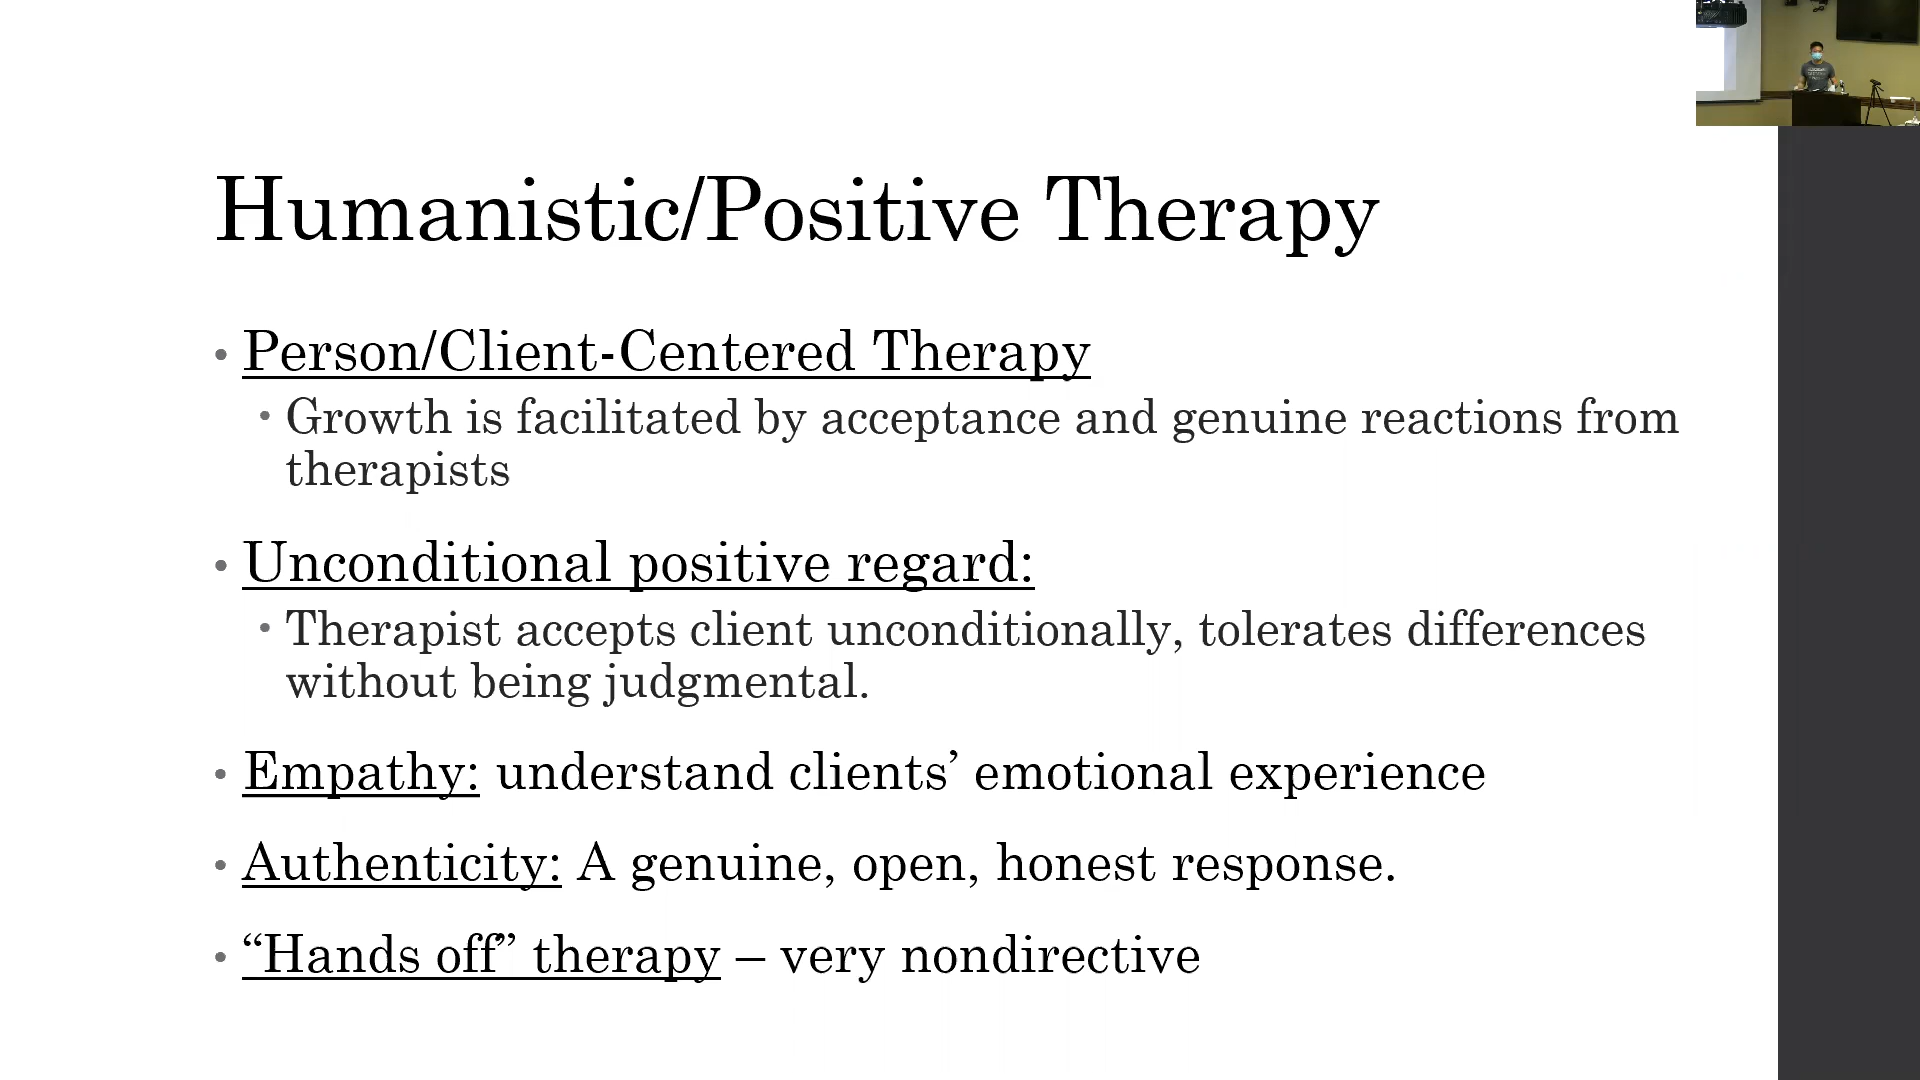 Humanistic/Positive Therapy
• Person/Client-Centered Therapy
• Growth is facilitated by acceptance and genuine reactions from
therapists
• Unconditional positive regard:
• Therapist accepts client unconditionally, tolerates differences
without being judgmental.
• Empathy: understand clients’ emotional experience
• Authenticity: A genuine, open, honest response.
• “Hands off” therapy – very nondirective